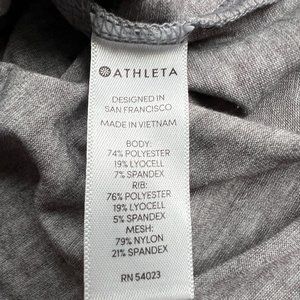 ATHLETA
DESIGNED IN
SAN FRANCISCO
MADE IN VIETNAM
BODY:
74% POLYESTER
19% LYOCELL
7% SPANDEX
RIB:
76% POLYESTER
19% LYOCELL
5% SPANDEX
MESH:
79% NYLON
21% SPANDEX
RN 54023